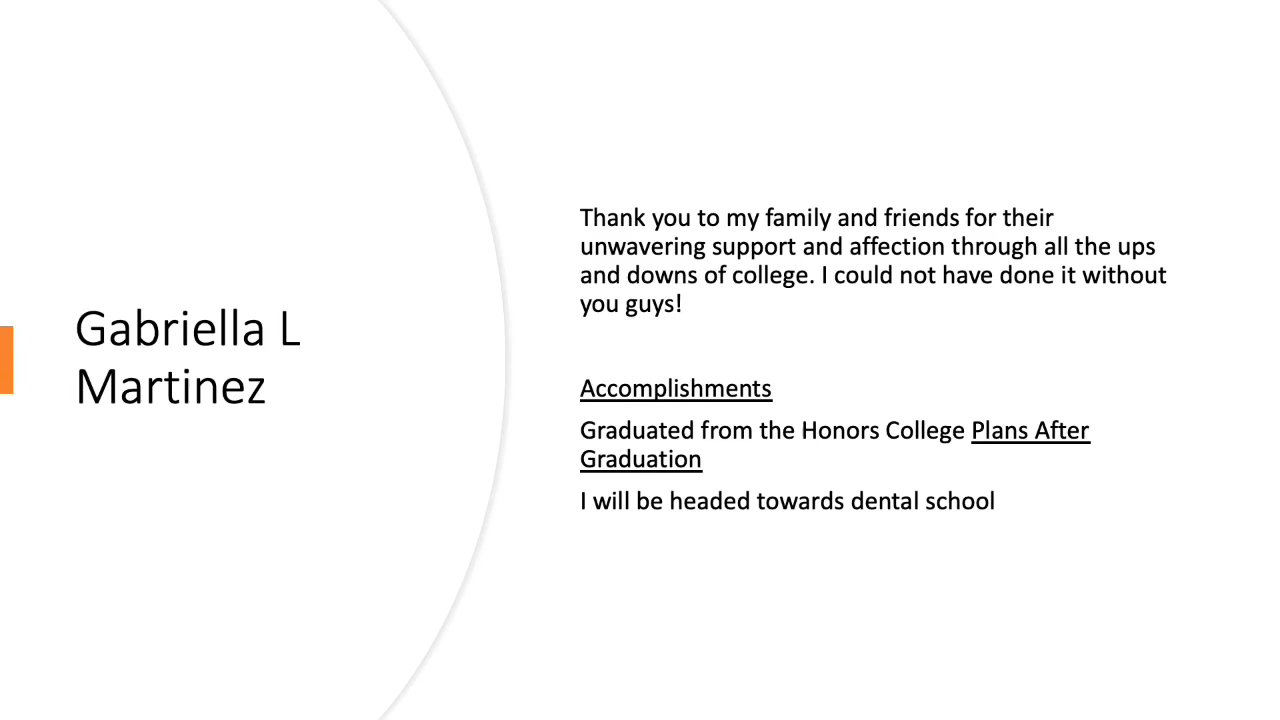 Gabriella L
Martinez
Thank you to my family and friends for their
unwavering support and affection through all the ups
and downs of college. I could not have done it without
you guys!
Accomplishments
Graduated from the Honors College Plans After
Graduation
I will be headed towards dental school